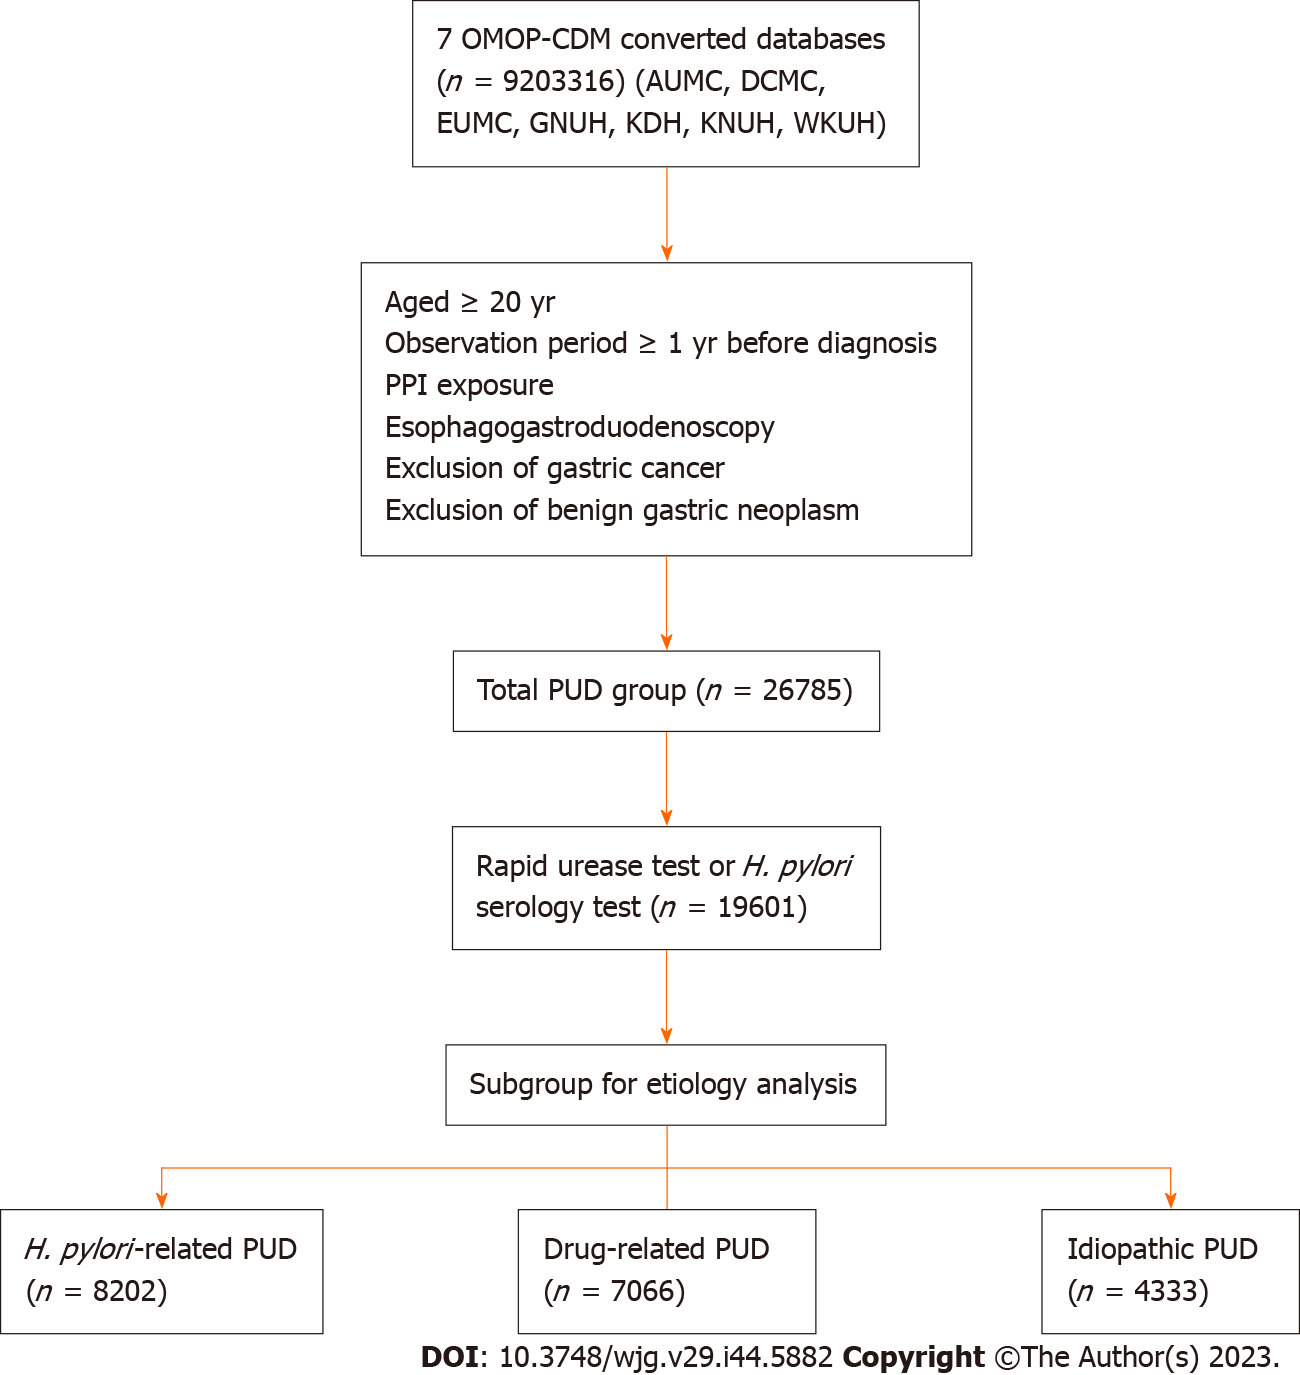 7 OMOP-CDM converted databases
(n = 9203316) (AUMC, DCMC,
EUMC, GNUH, KDH, KNUH, WKUH)
Aged ≥ 20 yr
Observation period ≥ 1 yr before diagnosis
PPI exposure
Esophagogastroduodenoscopy
Exclusion of gastric cancer
Exclusion of benign gastric neoplasm
Total PUD group (n = 26785)
Rapid urease test or H. pylori
serology test (n = 19601)
Subgroup for etiology analysis
H. pylori-related PUD
(n = 8202)
Drug-related PUD
(n = 7066)
Idiopathic PUD
(n = 4333)
DOI: 10.3748/wjg.v29.i44.5882 Copyright ©The Author(s) 2023.